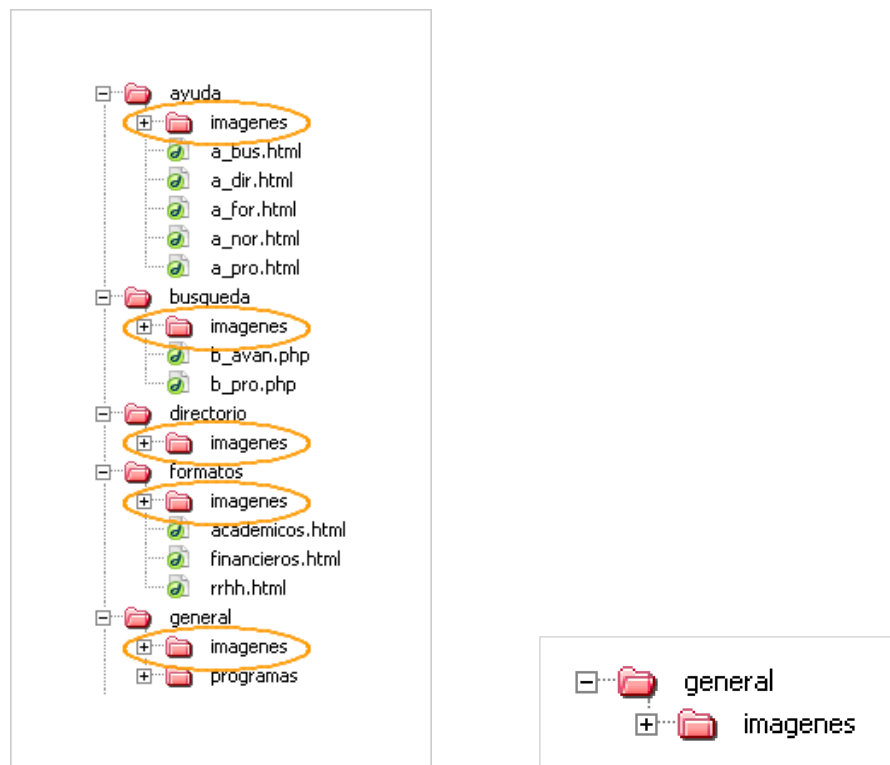 ayuda
imagenes
a_bus.html
a_dir.html
a_for.html
a_nor.html
a_pro.html
busqueda
imagenes
b_avan.php
b_pro.php
directorio
imagenes
formatos
imagenes
academicos.html
financieros.html
rrhh.html
general
imagenes
programas
general
imagenes